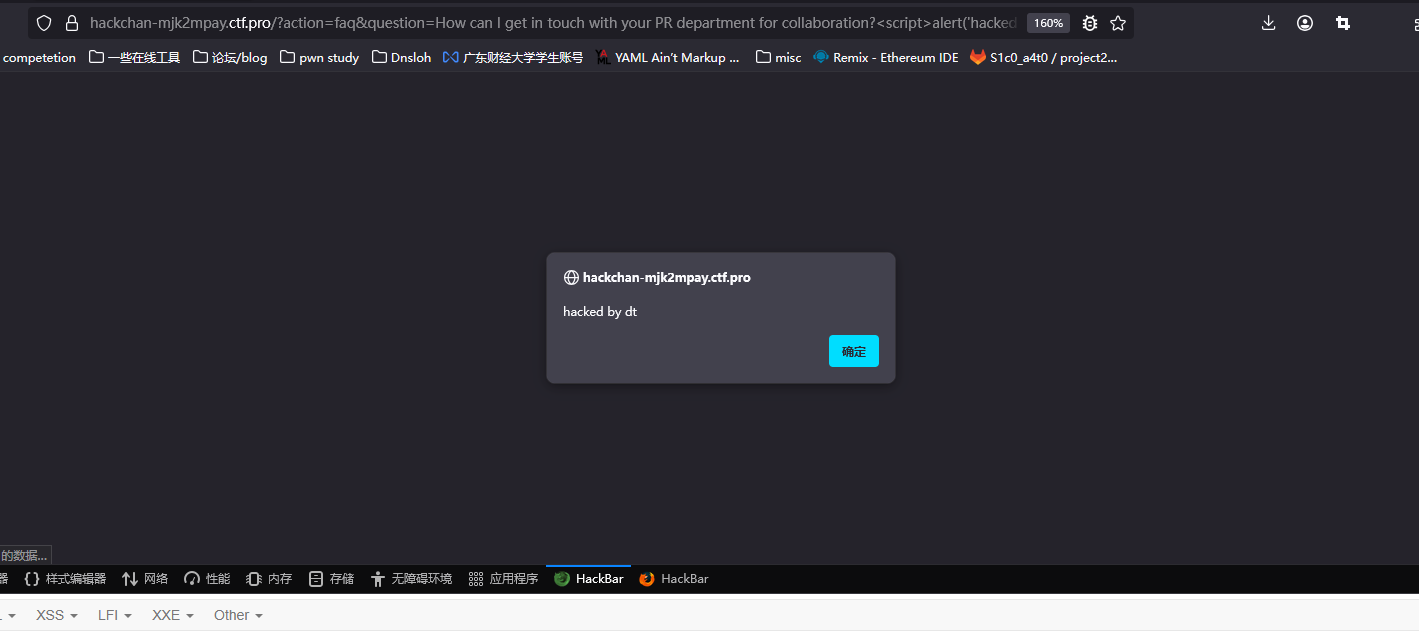 hackchan-mjk2mpay.ctf.pro/?action=faq&question=How can I get in touch with your PR department for collaboration?<script>alert('hacked 160%
competetion 一些在线工具 论坛/blog pwn study Dnsloh 广东财经大学学生账号 YAML Ain't Markup ... misc Remix - Ethereum IDE S1c0_a4t0 / project2...
hackchan-mjk2mpay.ctf.pro
hacked by dt
确定
的数据...
器 {} 样式编辑器 网络 性能 内存 存储 无障碍环境 应用程序 HackBar HackBar
XSS LFI XXE Other